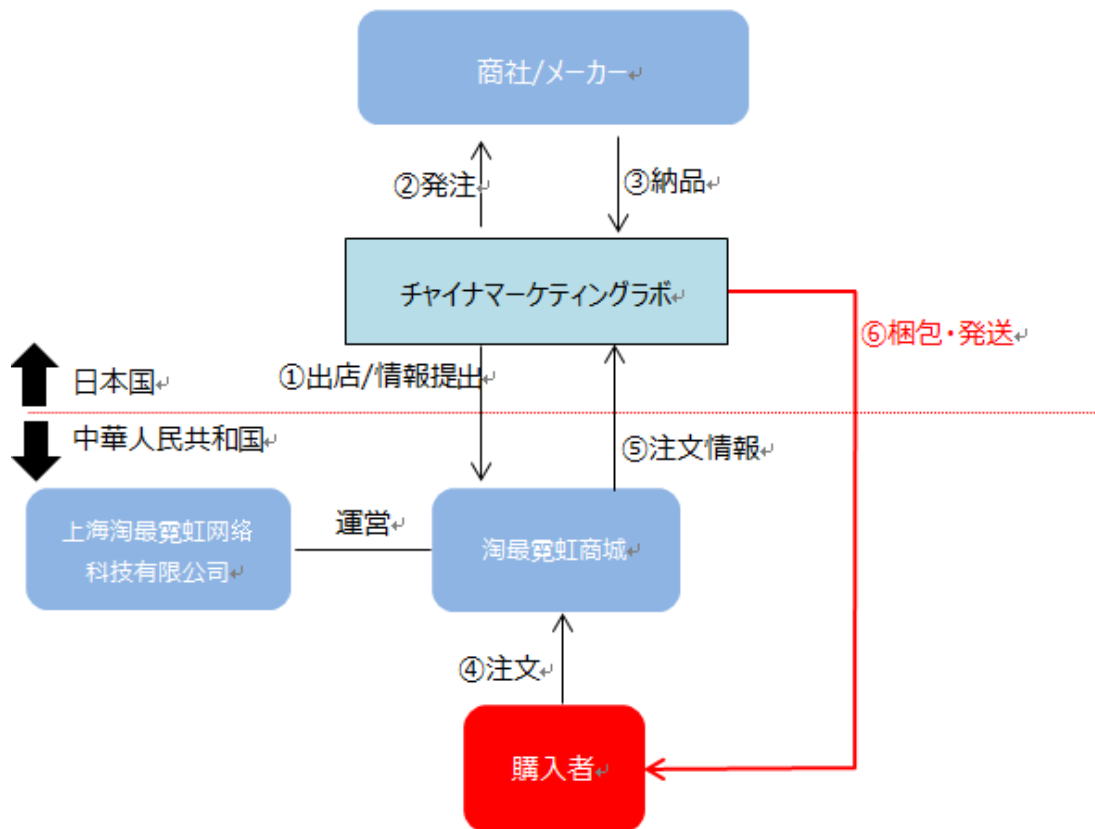 商社/メーカー
②発注
③納品
チャイナマーケティングラボ
⑥梱包・発送
①出店/情報提出
日本国
中華人民共和国
⑤注文情報
上海淘最霓虹网络
科技有限公司
運営
淘最霓虹商城
④注文
購入者